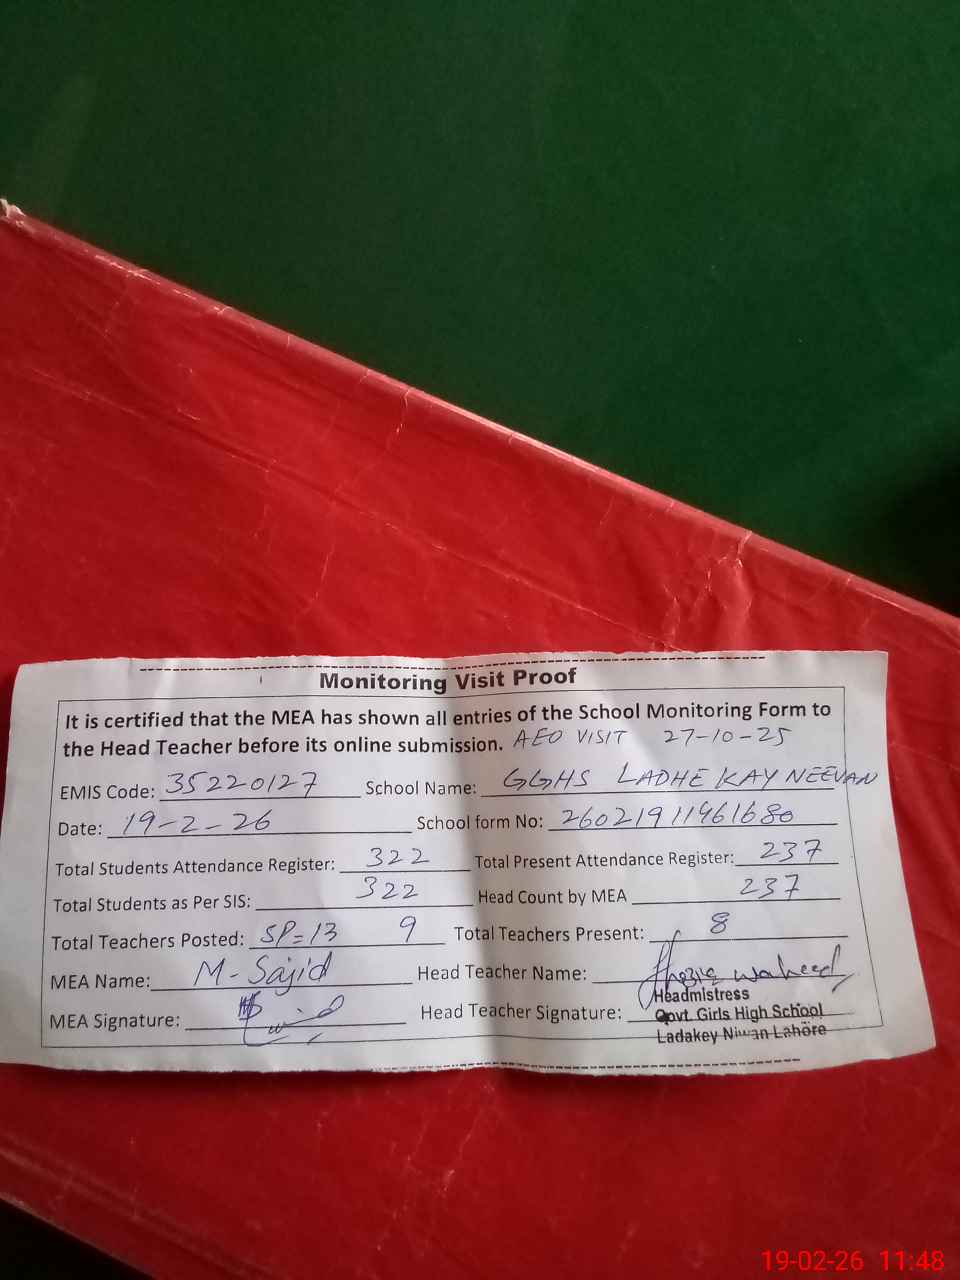 Monitoring Visit Proof
It is certified that the MEA has shown all entries of the School Monitoring Form to
the Head Teacher before its online submission. AEO VISIT 27-10-25
EMIS Code: 35220127 School Name: GGHS LADHE KAY NEEVAN
Date: 19-2-26 School form No: 26021911461680
Total Students Attendance Register: 322 Total Present Attendance Register: 237
Total Students as Per SIS: 322 Head Count by MEA 237
Total Teachers Posted: SP=13 9 Total Teachers Present: 8
MEA Name: M-Sajid Head Teacher Name: waheed
MEA Signature: Head Teacher Signature:
Headmistress
Govt. Girls High School
Ladakey Niwan Lahore
19-02-26 11:48